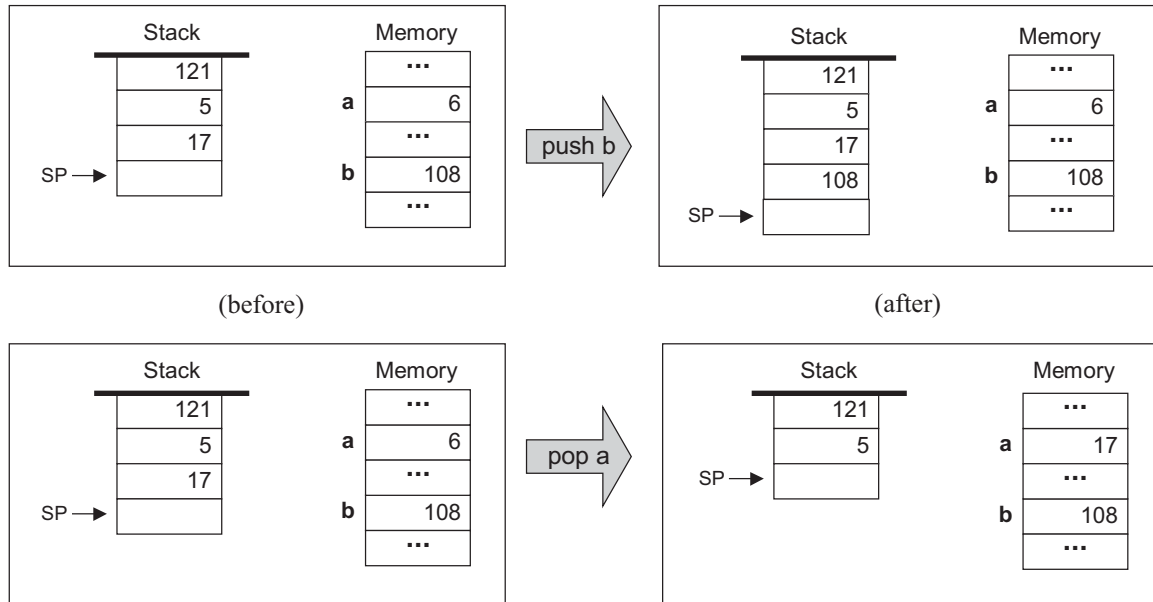 Stack Memory
121 ...
a 5 6
17 ...
SP b 108
...
push b
Stack Memory
121 ...
5 a 6
17 ...
108 b 108
SP ...
(before) (after)
Stack Memory
121 ...
5 a 6
17 ...
SP b 108
...
pop a
Stack Memory
121 ...
5 a 17
SP ...
b 108
...